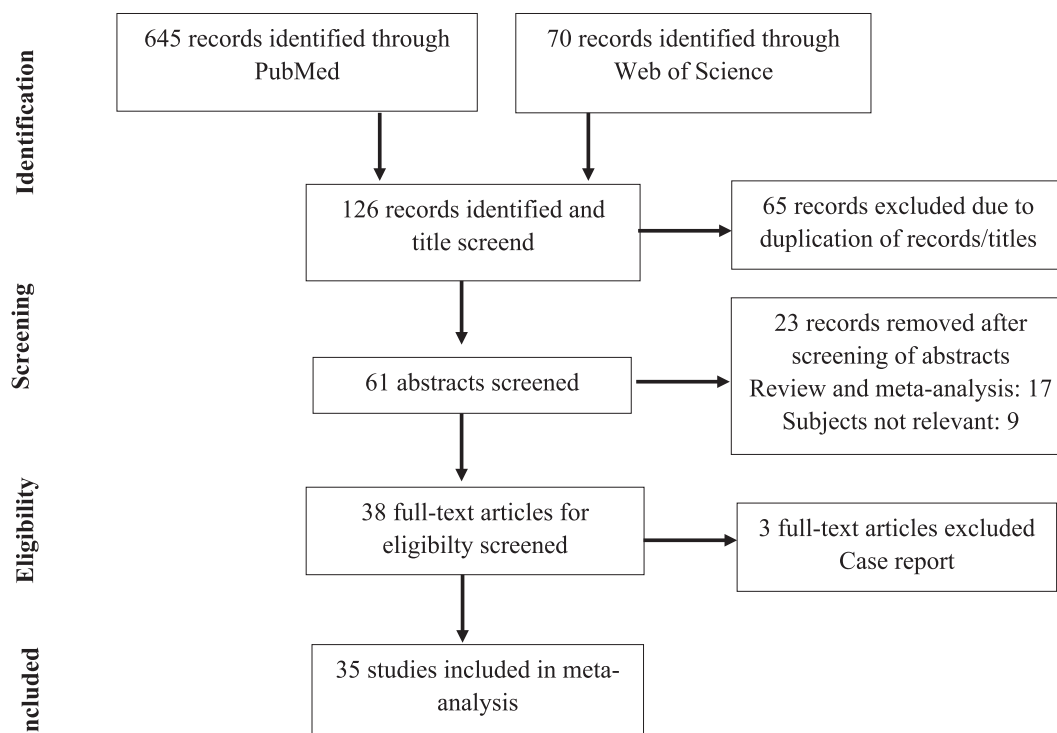 Identification
645 records identified through
PubMed
70 records identified through
Web of Science
126 records identified and
title screend
65 records excluded due to
duplication of records/titles
Screening
61 abstracts screened
23 records removed after
screening of abstracts
Review and meta-analysis: 17
Subjects not relevant: 9
Eligibility
38 full-text articles for
eligibilty screened
3 full-text articles excluded
Case report
ncluded
35 studies included in meta-
analysis